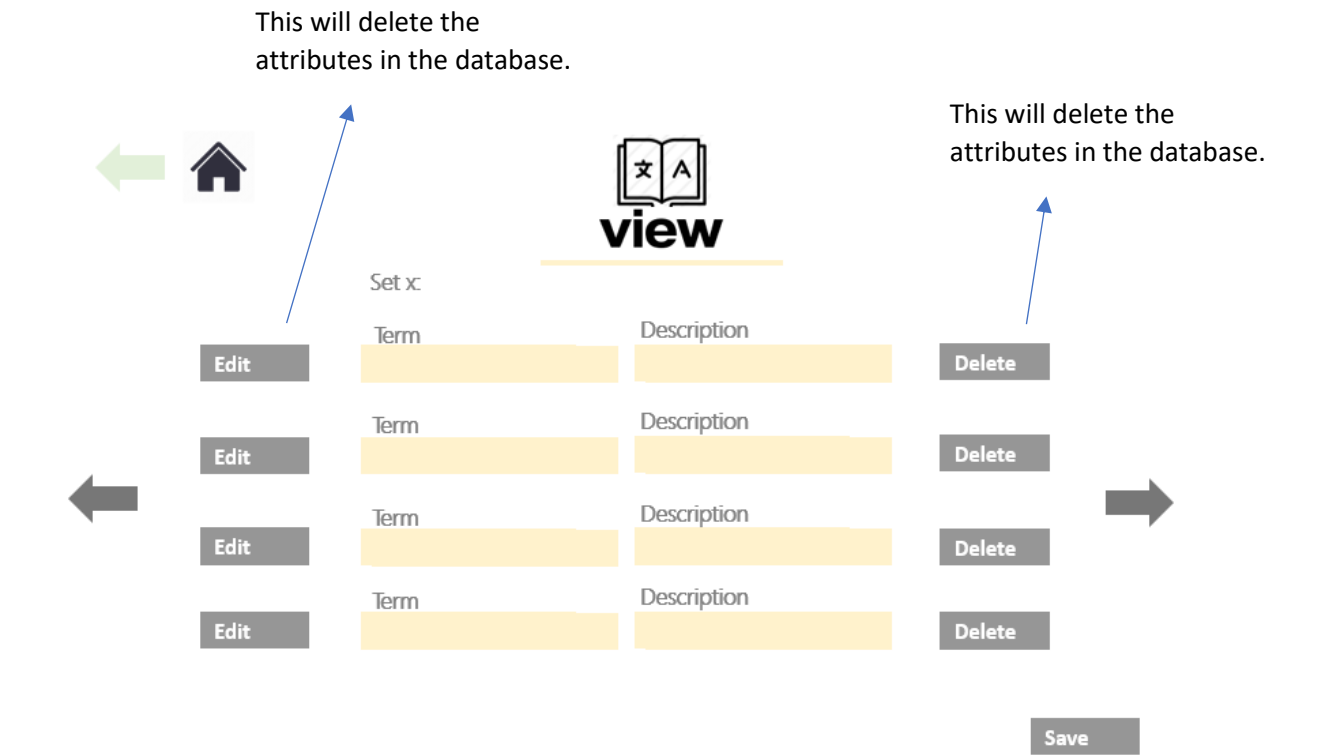 This will delete the
attributes in the database.
This will delete the
attributes in the database.
文 A
view
Set x:
Term Description
Edit Delete
Term Description
Edit Delete
Term Description
Edit Delete
Term Description
Edit Delete
Save